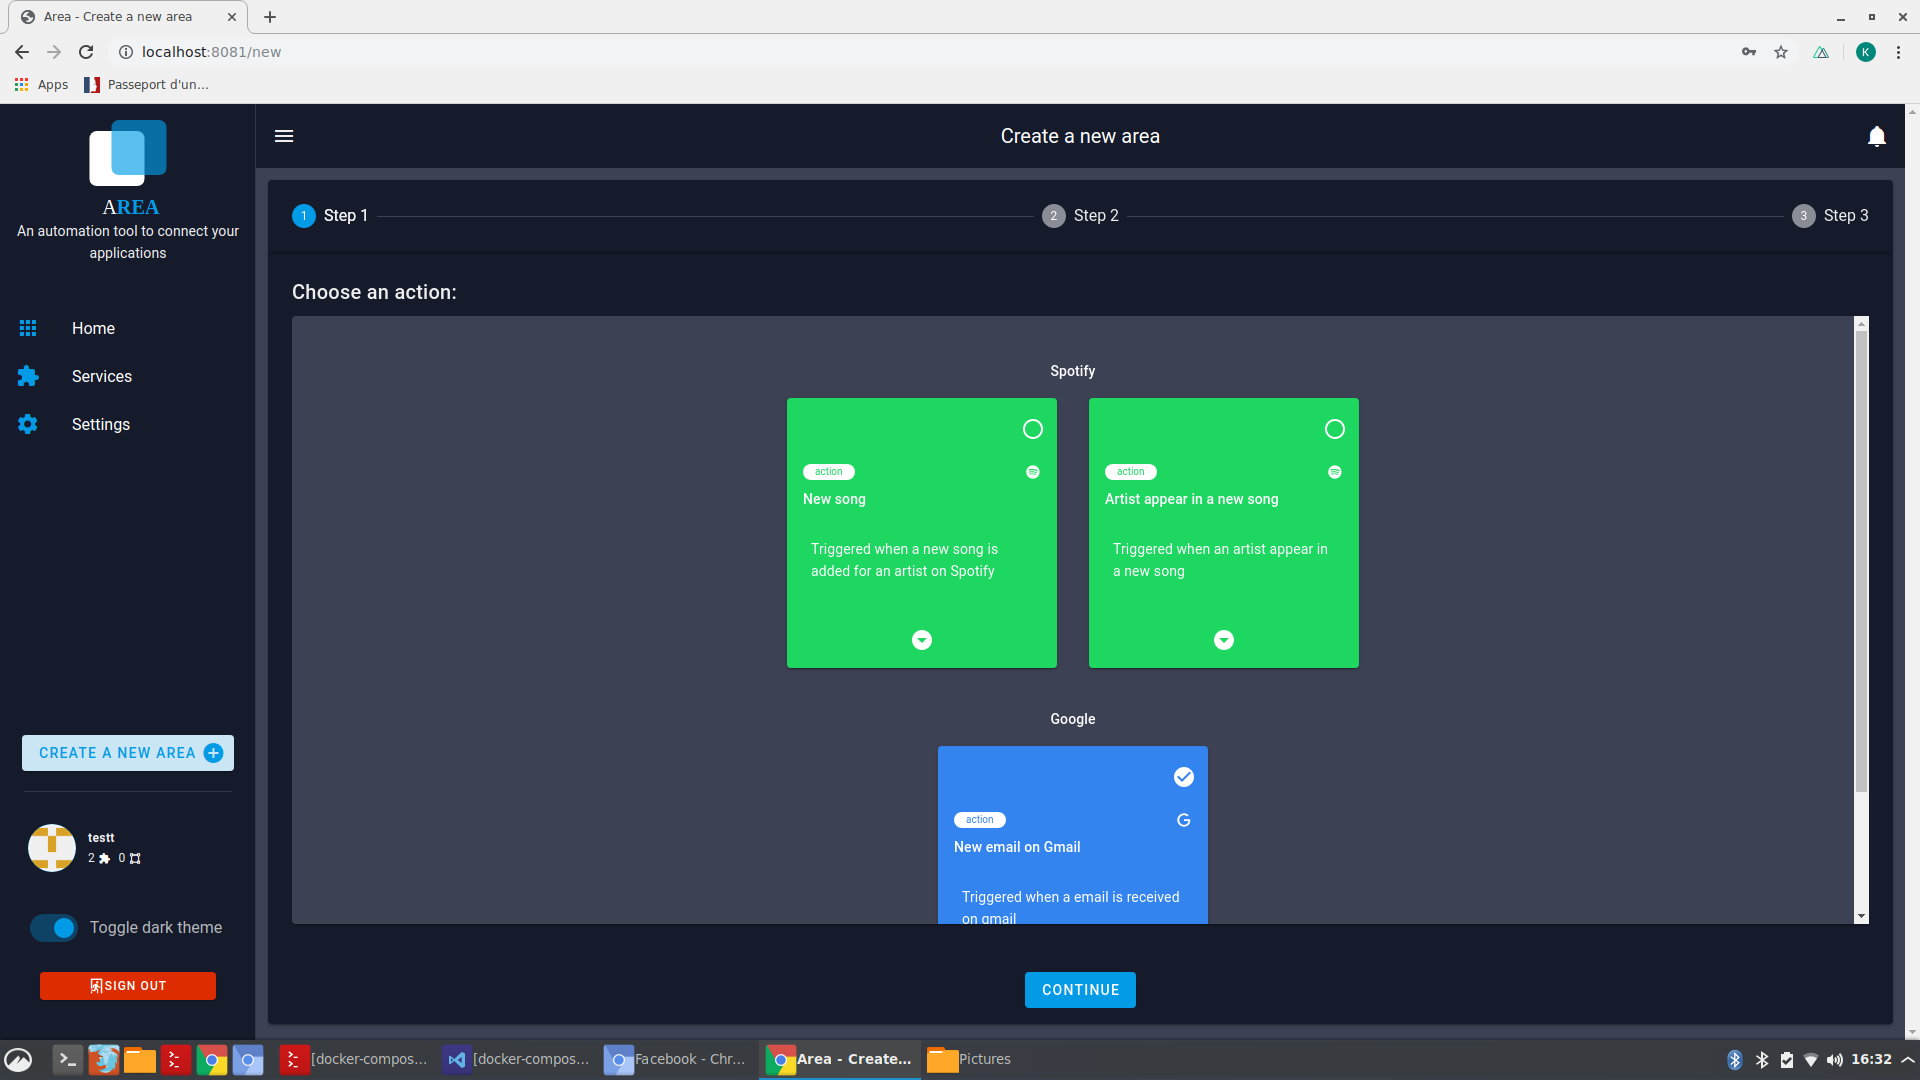 Area - Create a new area
localhost:8081/new
K
Apps
Passeport d'un...
AREA
An automation tool to connect your
applications
Home
Services
Settings
CREATE A NEW AREA
testt
2 0
Toggle dark theme
SIGN OUT
Create a new area
1 Step 1
2 Step 2
3 Step 3
Choose an action:
Spotify
action
New song
Triggered when a new song is
added for an artist on Spotify
action
Artist appear in a new song
Triggered when an artist appear in
a new song
Google
action
G
New email on Gmail
Triggered when a email is received
on gmail
CONTINUE
[docker-compos...
[docker-compos...
Facebook - Chr...
Area - Create...
Pictures
16:32